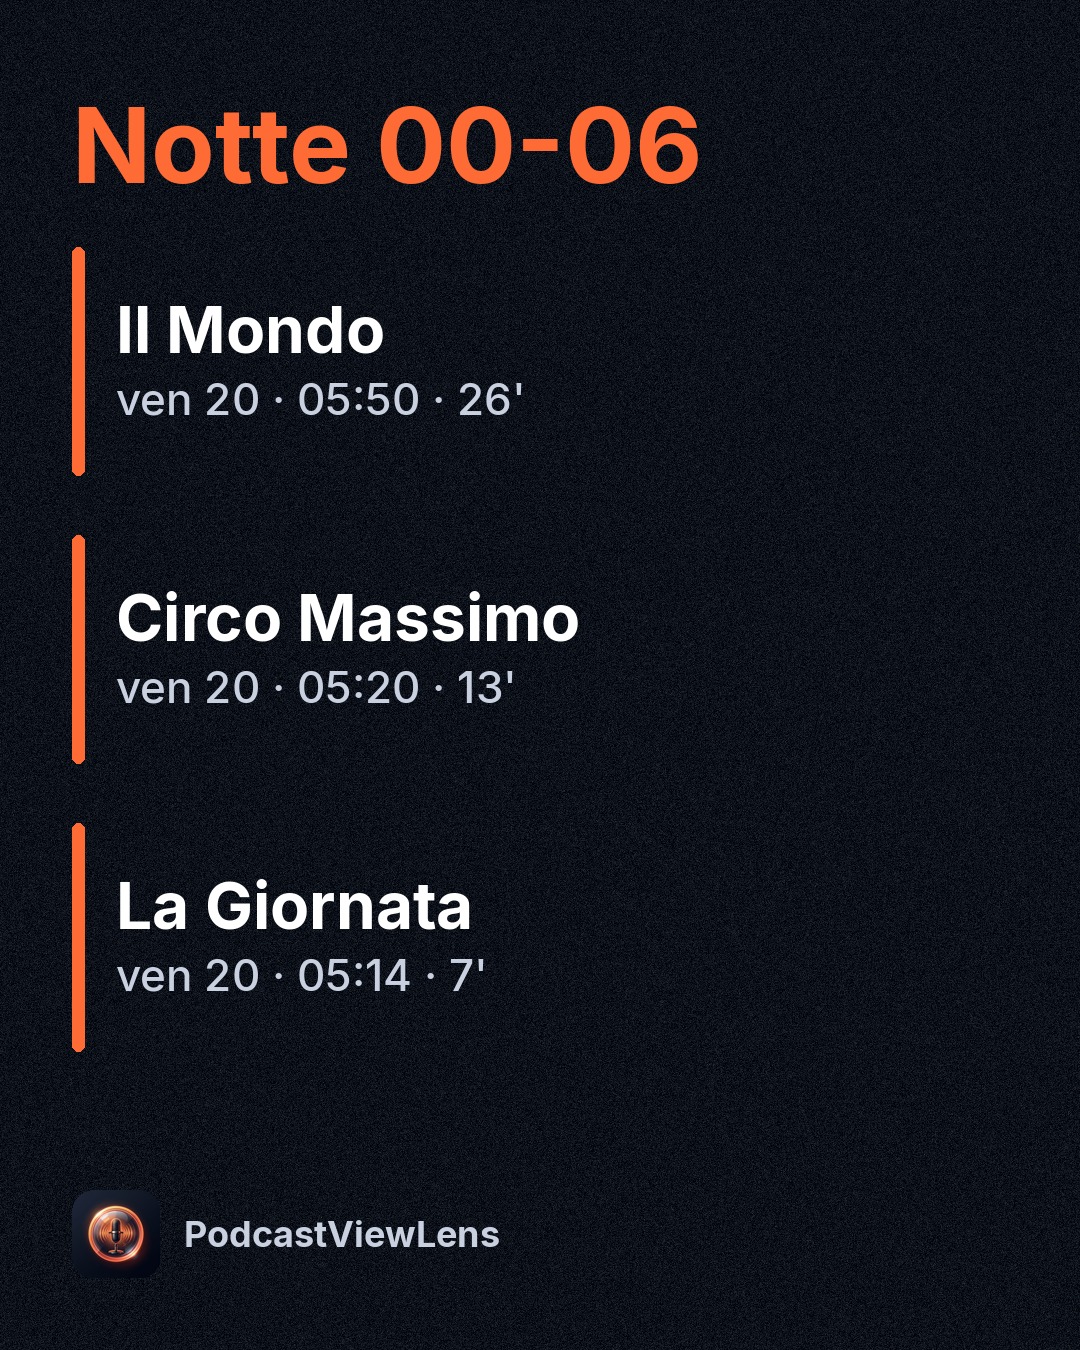 Notte 00-06
Il Mondo
ven 20 · 05:50 · 26'
Circo Massimo
ven 20 · 05:20 · 13'
La Giornata
ven 20 · 05:14 · 7'
PodcastViewLens